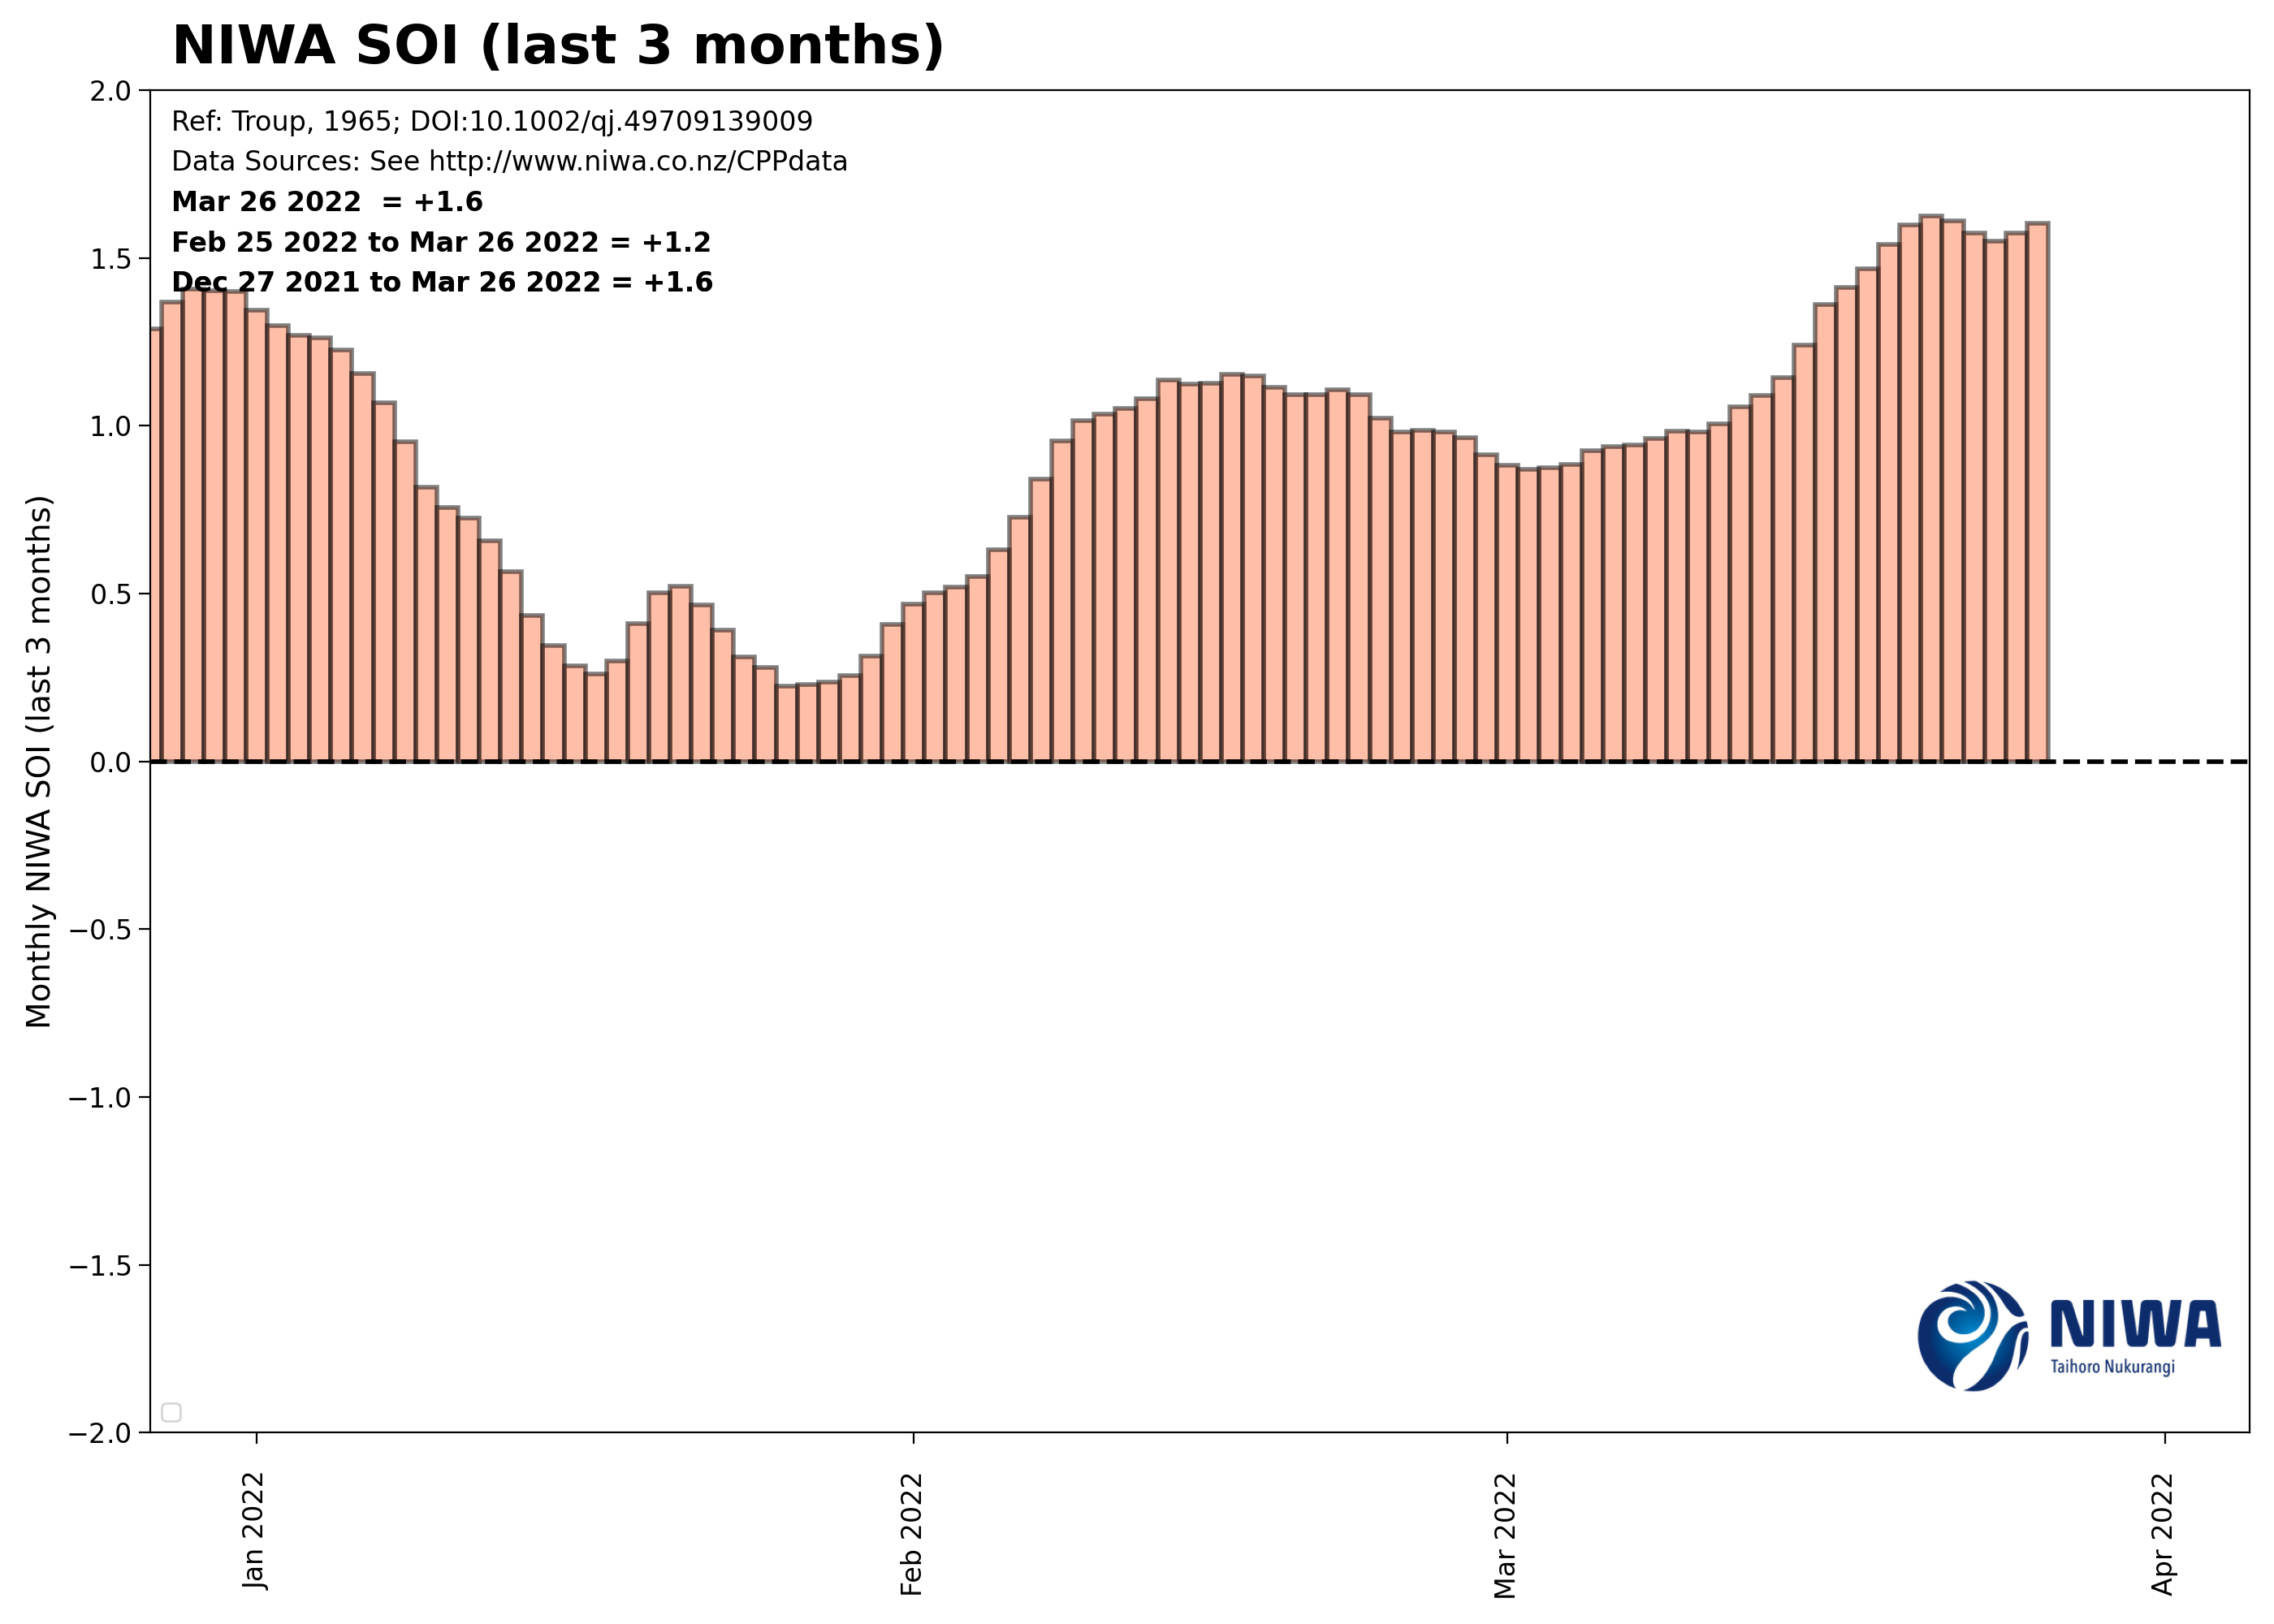 NIWA SOI (last 3 months)
Ref: Troup, 1965; DOI:10.1002/qj.49709139009
Data Sources: See http://www.niwa.co.nz/CPPdata
Mar 26 2022  = +1.6
Feb 25 2022 to Mar 26 2022 = +1.2
Dec 27 2021 to Mar 26 2022 = +1.6
Monthly NIWA SOI (last 3 months)
2.0
1.5
1.0
0.5
0.0
−0.5
−1.0
−1.5
−2.0
NIWA
Taihoro Nukurangi
Jan 2022
Feb 2022
Mar 2022
Apr 2022